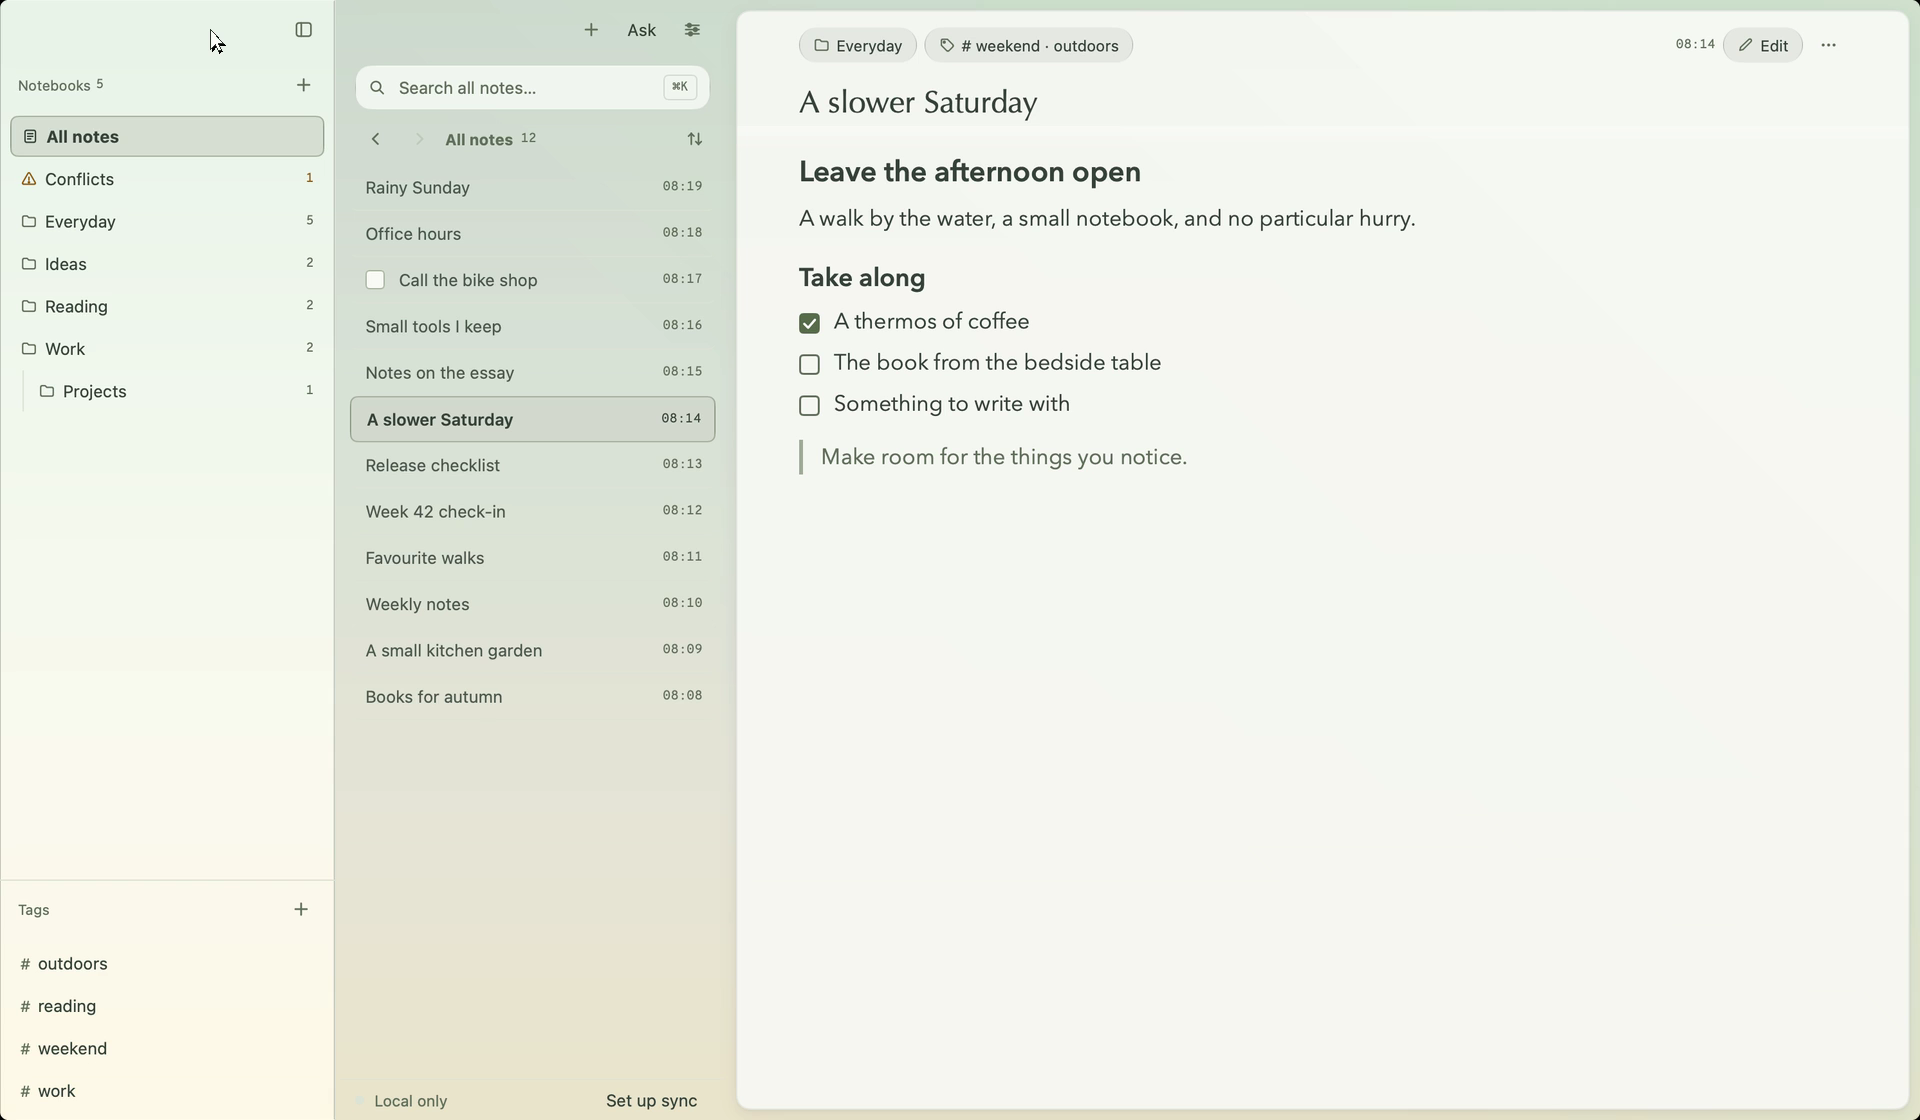 Notebooks 5
All notes
Conflicts 1
Everyday 5
Ideas 2
Reading 2
Work 2
Projects 1
Tags
# outdoors
# reading
# weekend
# work
Ask
Search all notes... ⌘K
All notes 12
Rainy Sunday 08:19
Office hours 08:18
Call the bike shop 08:17
Small tools I keep 08:16
Notes on the essay 08:15
A slower Saturday 08:14
Release checklist 08:13
Week 42 check-in 08:12
Favourite walks 08:11
Weekly notes 08:10
A small kitchen garden 08:09
Books for autumn 08:08
Local only Set up sync
Everyday # weekend · outdoors 08:14 Edit
A slower Saturday
Leave the afternoon open
A walk by the water, a small notebook, and no particular hurry.
Take along
A thermos of coffee
The book from the bedside table
Something to write with
Make room for the things you notice.